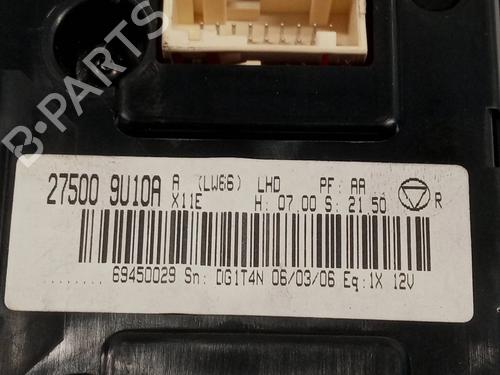 B-PARTS
27500 9U10A A (LW66) LHD PF: AA
X11E H: 07.00 S: 21.50 R
........ 69450029 Sn: DG1T4N 06/03/06 Eq:1X 12V